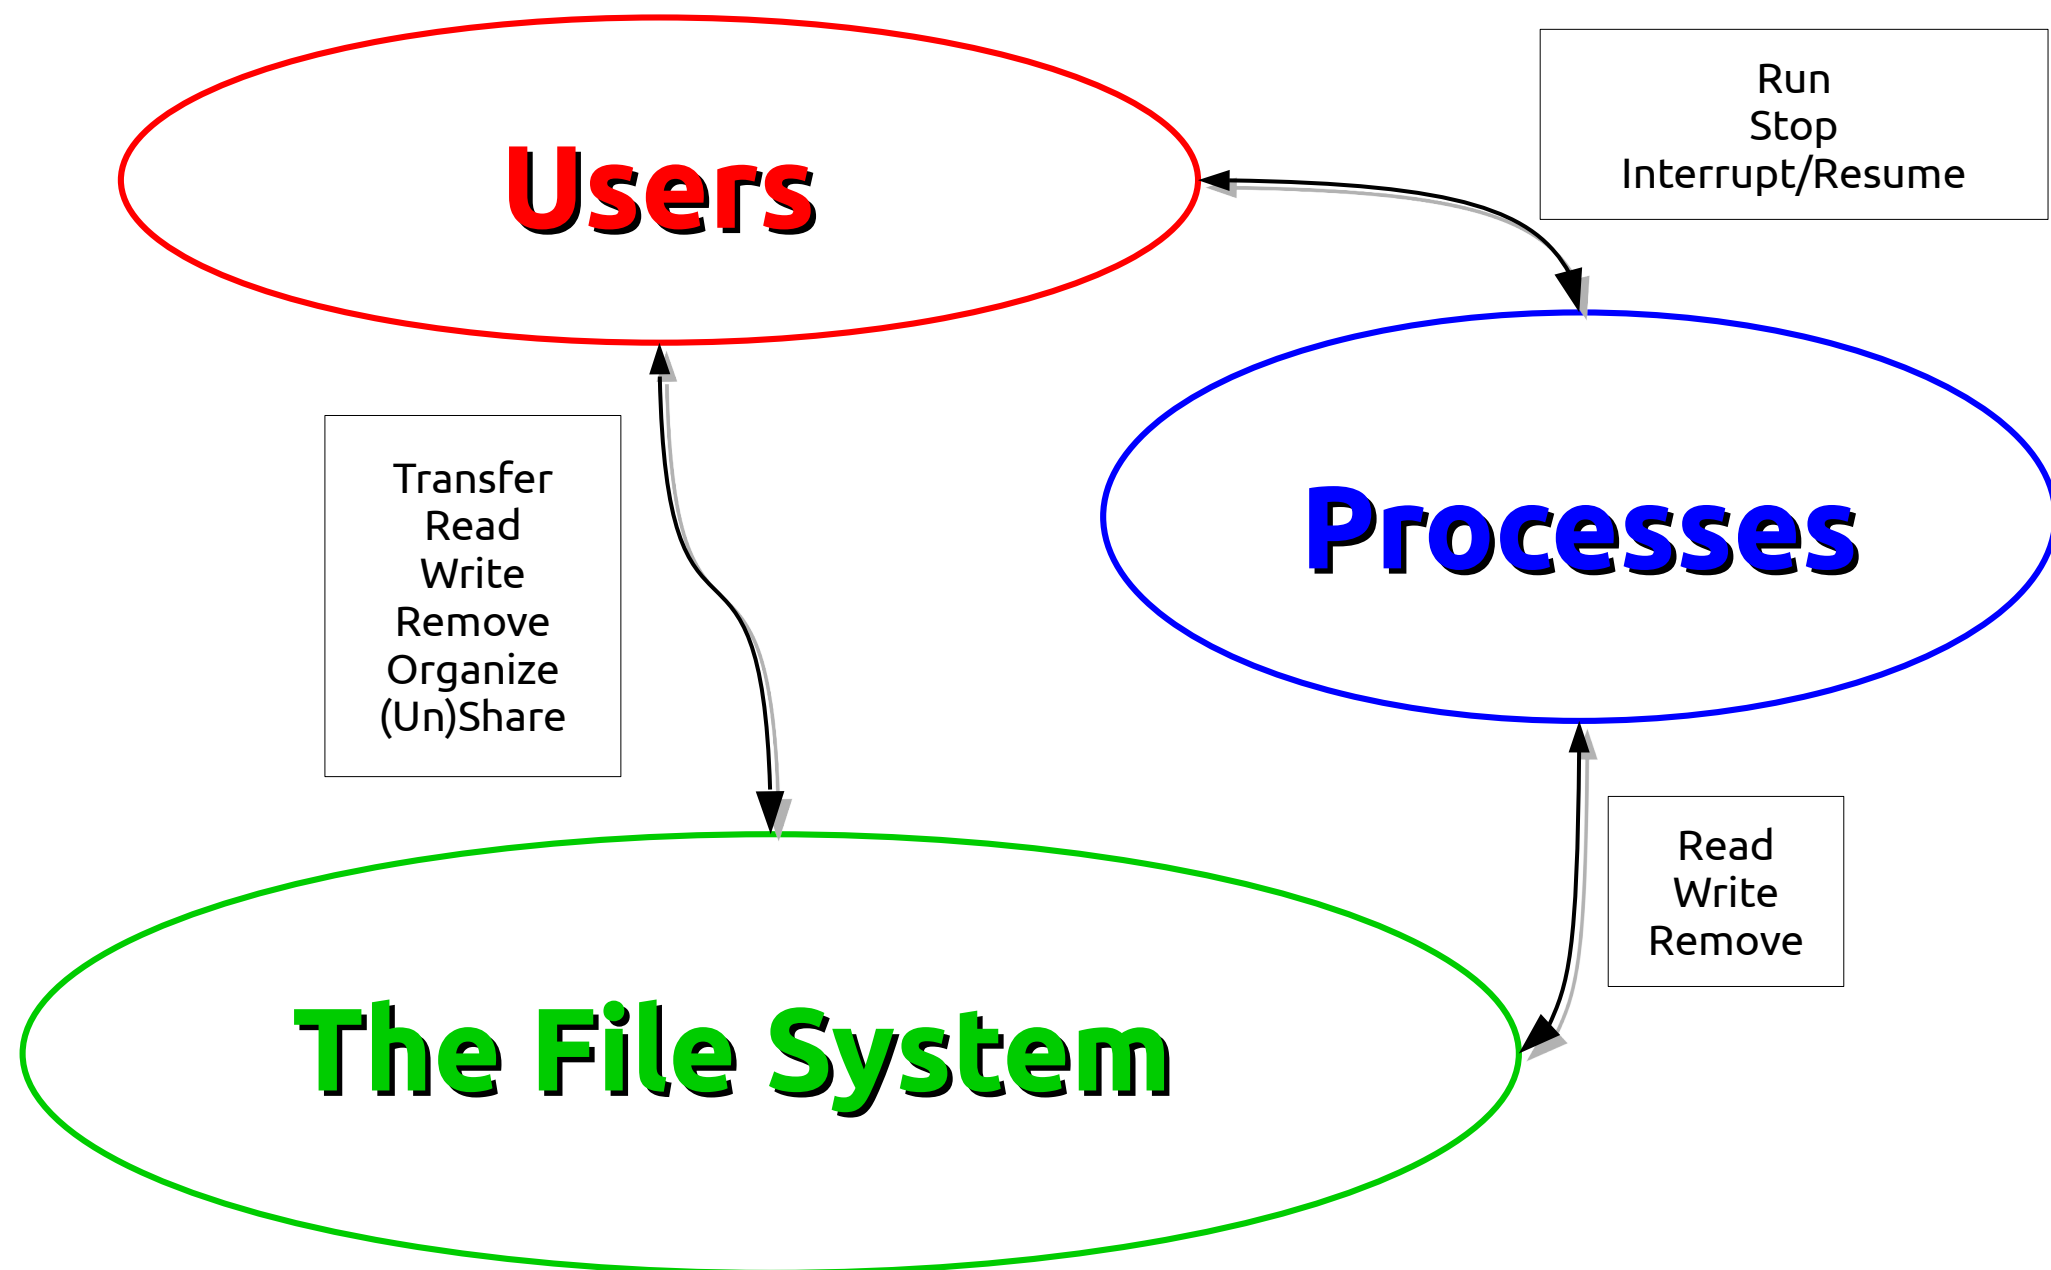 Users
Run
Stop
Interrupt/Resume
Transfer
Read
Write
Remove
Organize
(Un)Share
Processes
Read
Write
Remove
The File System